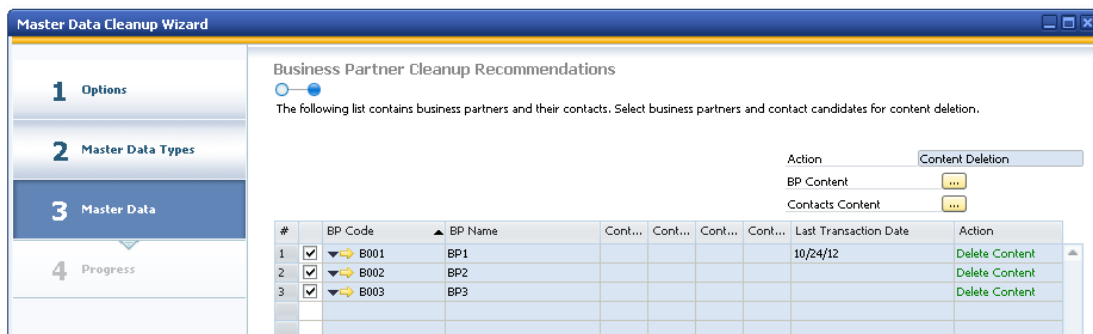 Master Data Cleanup Wizard
1 Options
2 Master Data Types
3 Master Data
4 Progress
Business Partner Cleanup Recommendations
The following list contains business partners and their contacts. Select business partners and contact candidates for content deletion.
Action Content Deletion
BP Content ...
Contacts Content ...
# BP Code BP Name Cont... Cont... Cont... Cont... Last Transaction Date Action
1 B001 BP1 10/24/12 Delete Content
2 B002 BP2 Delete Content
3 B003 BP3 Delete Content